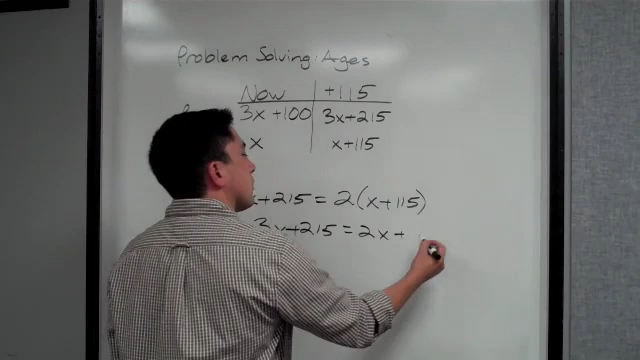 Problem Solving: Ages
Now +115
3x+100 3x+215
x x+115
x+215 = 2(x+115)
3x+215 = 2x+